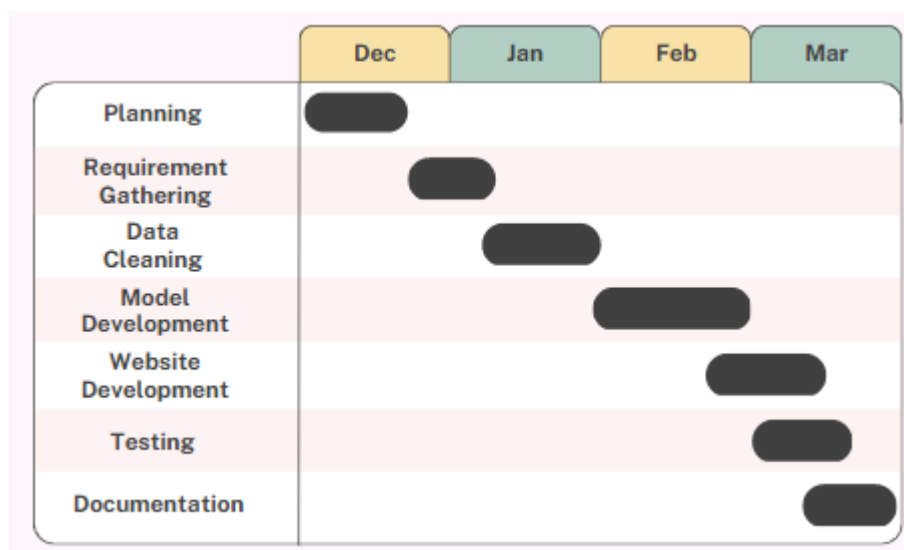 Dec Jan Feb Mar
Planning
Requirement
Gathering
Data
Cleaning
Model
Development
Website
Development
Testing
Documentation